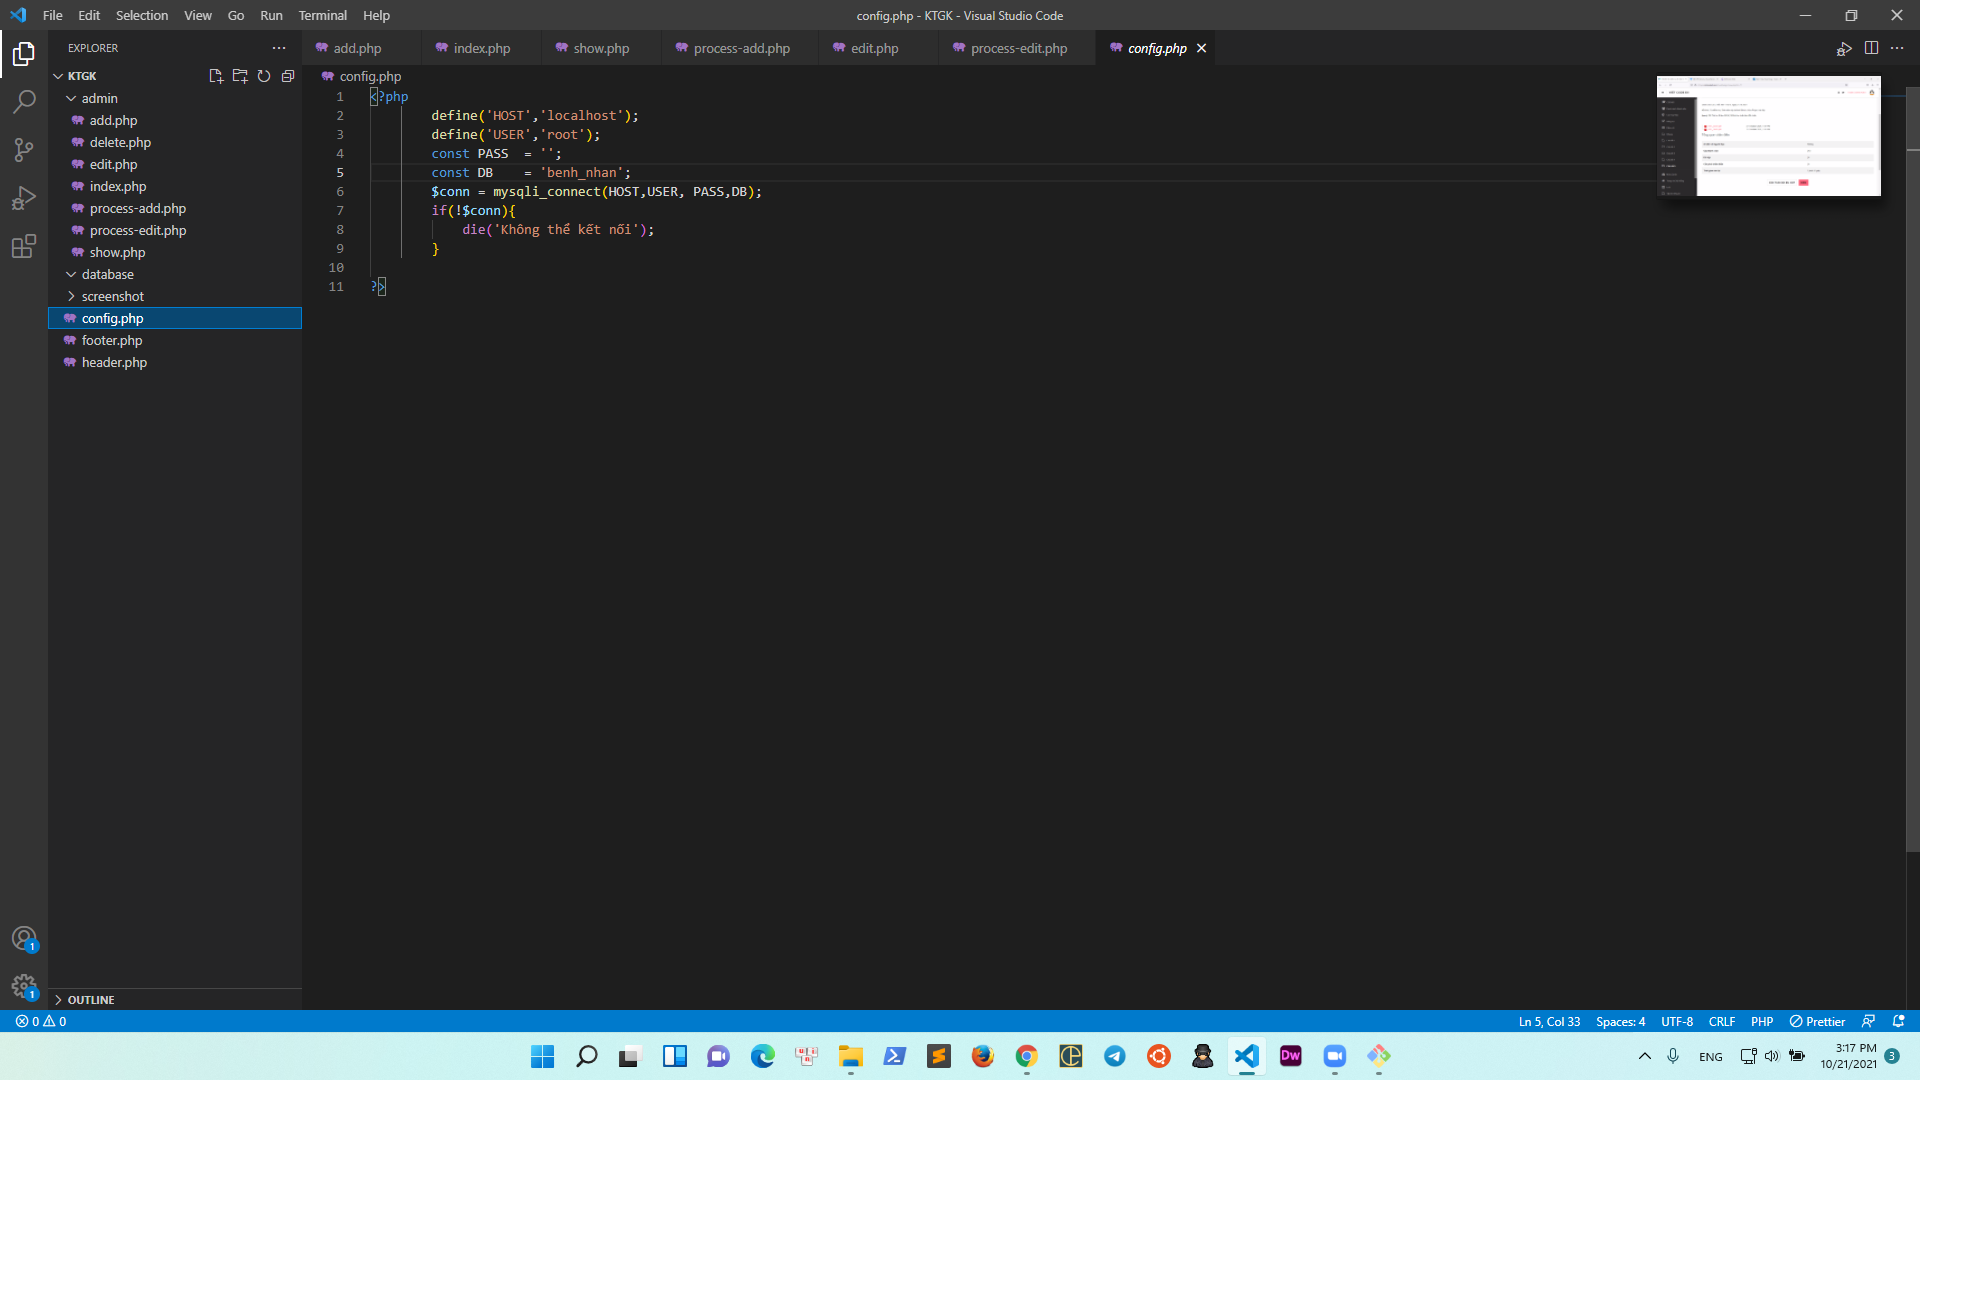 File Edit Selection View Go Run Terminal Help
config.php - KTGK - Visual Studio Code
EXPLORER
KTGK
admin
add.php
delete.php
edit.php
index.php
process-add.php
process-edit.php
show.php
database
screenshot
config.php
footer.php
header.php
OUTLINE
add.php index.php show.php process-add.php edit.php process-edit.php config.php
config.php
1 <?php
2 define('HOST','localhost');
3 define('USER','root');
4 const PASS = '';
5 const DB = 'benh_nhan';
6 $conn = mysqli_connect(HOST,USER, PASS,DB);
7 if(!$conn){
8 die('Không thể kết nối');
9 }
10
11 ?>
1
1
0 0
Ln 5, Col 33 Spaces: 4 UTF-8 CRLF PHP Prettier
Dw
ENG
3:17 PM
10/21/2021
3